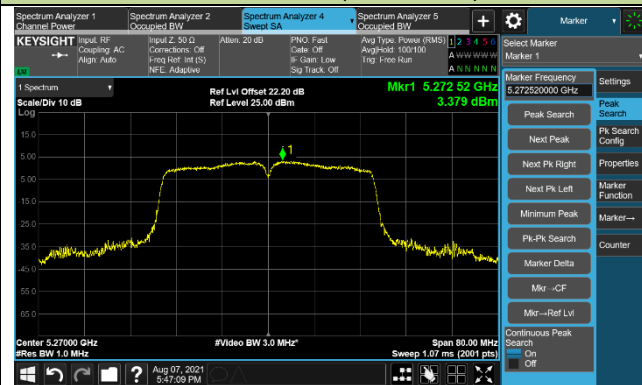 Spectrum Analyzer 1
Channel Power
Spectrum Analyzer 2
Occupied BW
Spectrum Analyzer 4
Swept SA
Spectrum Analyzer 5
Occupied BW
+
Marker
KEYSIGHT
Input: RF
Coupling: AC
Align: Auto
Input Z: 50 Ω
Corrections: Off
Freq Ref: Int (S)
NFE: Adaptive
Atten: 20 dB
PNO: Fast
Gate: Off
IF Gain: Low
Sig Track: Off
Avg Type: Power (RMS)
Avg|Hold: 100/100
Trig: Free Run
1 2 3 4 5 6
A W W W W W
A N N N N N
Select Marker
Marker 1
LXI
1 Spectrum
Scale/Div 10 dB
Log
Ref Lvl Offset 22.20 dB
Ref Level 25.00 dBm
Mkr1 5.272 52 GHz
3.379 dBm
15.0
5.00
-5.00
-15.0
-25.0
-35.0
-45.0
-55.0
-65.0
1
Center 5.27000 GHz
#Res BW 1.0 MHz
#Video BW 3.0 MHz*
Span 80.00 MHz
Sweep 1.07 ms (2001 pts)
Marker Frequency
5.272520000 GHz
Peak Search
Next Peak
Next Pk Right
Next Pk Left
Minimum Peak
Pk-Pk Search
Marker Delta
Mkr→CF
Mkr→Ref Lvl
Continuous Peak
Search
On
Off
Settings
Peak
Search
Pk Search
Config
Properties
Marker
Function
Marker→
Counter
?
Aug 07, 2021
5:47:09 PM